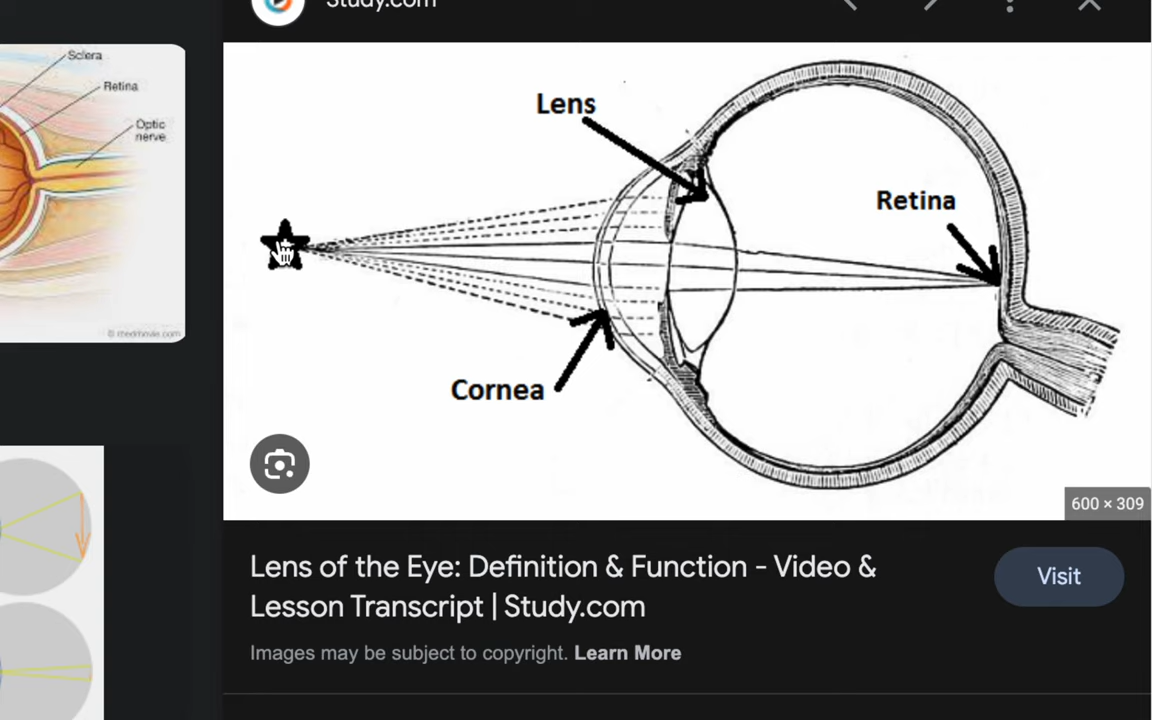 Study.com
Sclera
Retina
Optic
nerve
Lens
Retina
Cornea
600 × 309
Lens of the Eye: Definition & Function - Video &
Lesson Transcript | Study.com
Visit
Images may be subject to copyright. Learn More